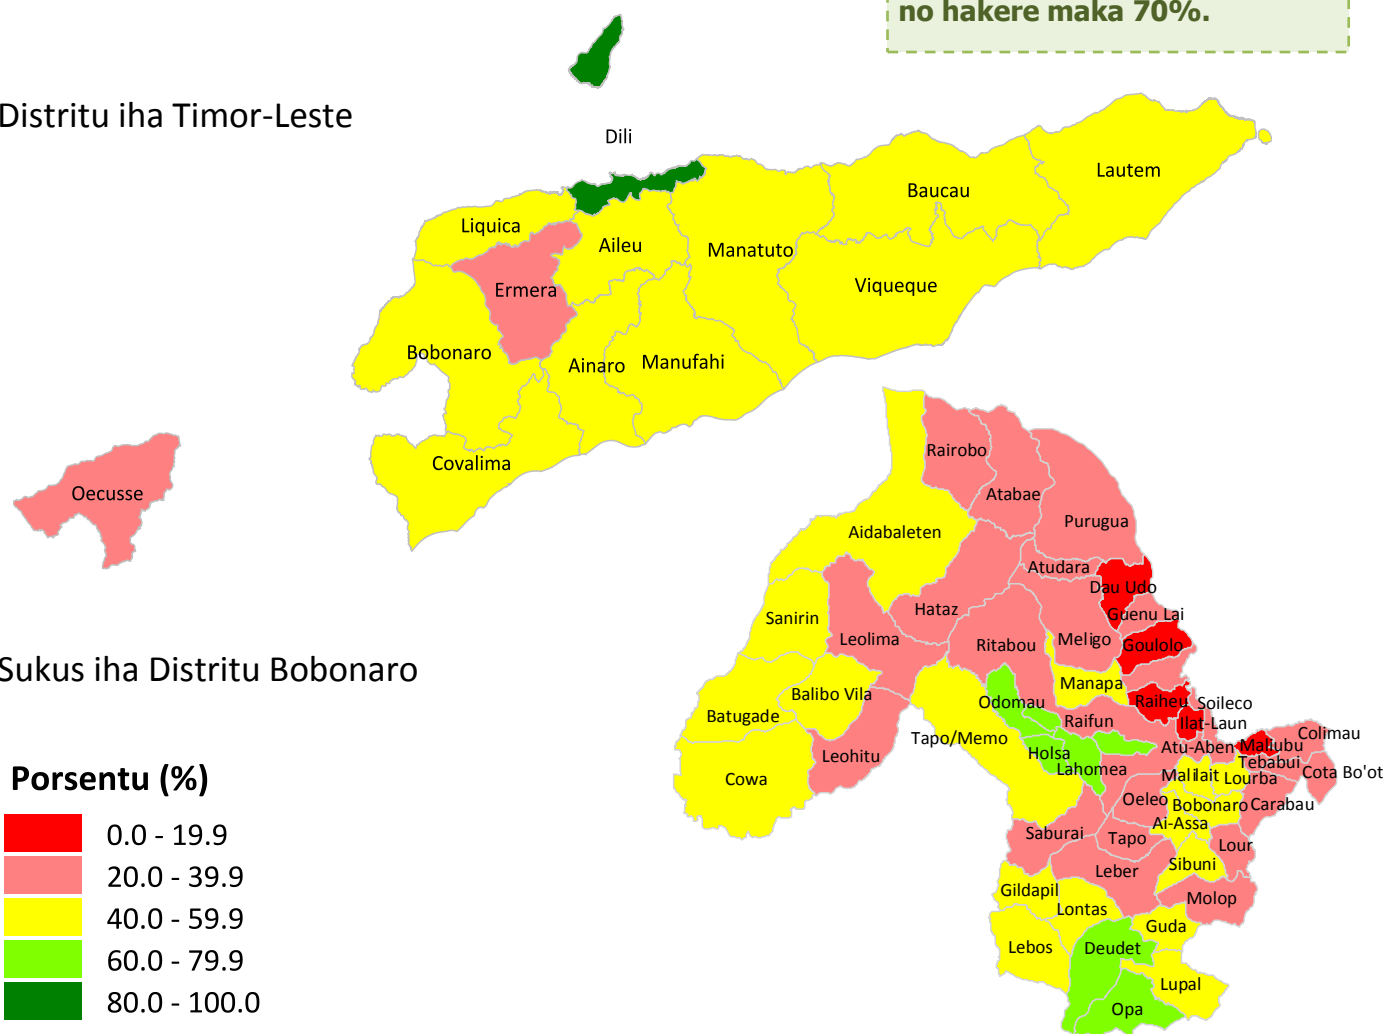 no hakere maka 70%.
Distritu iha Timor-Leste
Dili
Lautem
Baucau
Liquica
Aileu
Manatuto
Viqueque
Ermera
Bobonaro
Ainaro
Manufahi
Covalima
Oecusse
Rairobo
Atabae
Purugua
Aidabaleten
Atudara
Dau Udo
Hataz
Guenu Lai
Sanirin
Leolima
Ritabou
Meligo
Goulolo
Sukus iha Distritu Bobonaro
Manapa
Balibo Vila
Odomau
Raiheu
Soileco
Batugade
Raifun
Ilat-Laun
Tapo/Memo
Colimau
Leohitu
Holsa
Atu-Aben
Mallubu
Tebabui
Lahomea
Cota Bo'ot
Cowa
Malilait
Lourba
Porsentu (%)
Oeleo
Bobonaro
Carabau
Ai-Assa
0.0 - 19.9
Saburai
Tapo
Lour
Sibuni
20.0 - 39.9
Leber
Gildapil
Molop
Lontas
40.0 - 59.9
Guda
Lebos
Deudet
60.0 - 79.9
Lupal
80.0 - 100.0
Opa